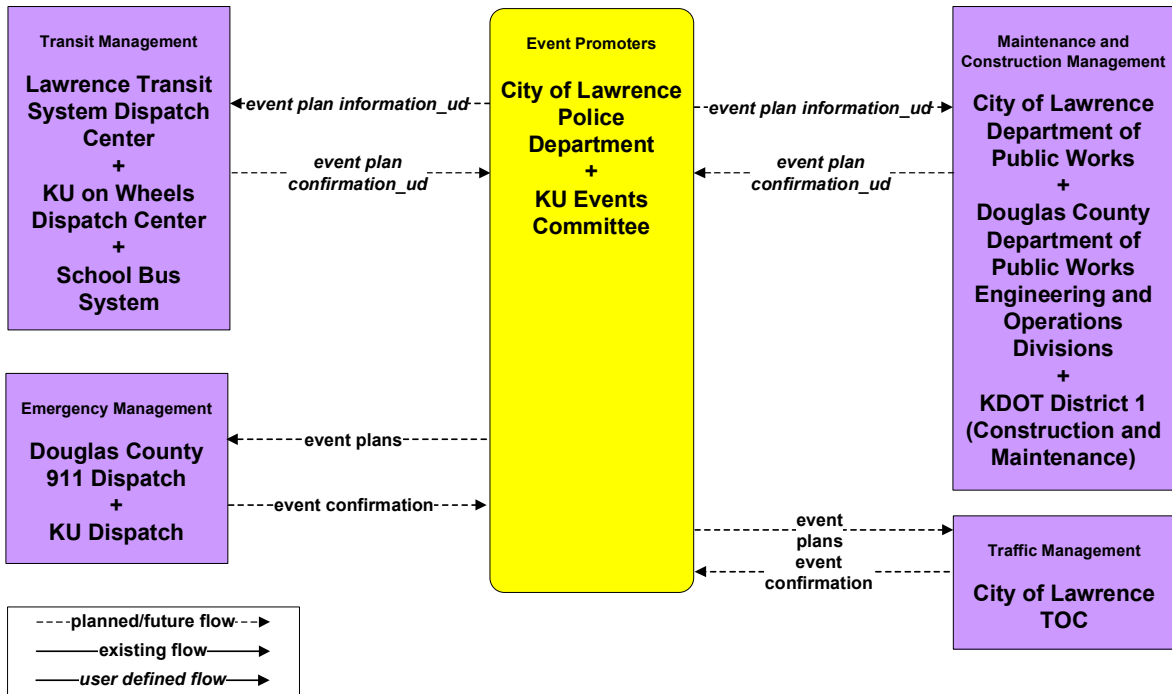 Transit Management
Lawrence Transit
System Dispatch
Center
+
KU on Wheels
Dispatch Center
+
School Bus
System
event plan information_ud
event plan
confirmation_ud
Event Promoters
City of Lawrence
Police
Department
+
KU Events
Committee
event plan information_ud
event plan
confirmation_ud
Maintenance and
Construction Management
City of Lawrence
Department of
Public Works
+
Douglas County
Department of
Public Works
Engineering and
Operations
Divisions
+
KDOT District 1
(Construction and
Maintenance)
Emergency Management
Douglas County
911 Dispatch
+
KU Dispatch
event plans
event confirmation
event
plans
event
confirmation
Traffic Management
City of Lawrence
TOC
planned/future flow
existing flow
user defined flow